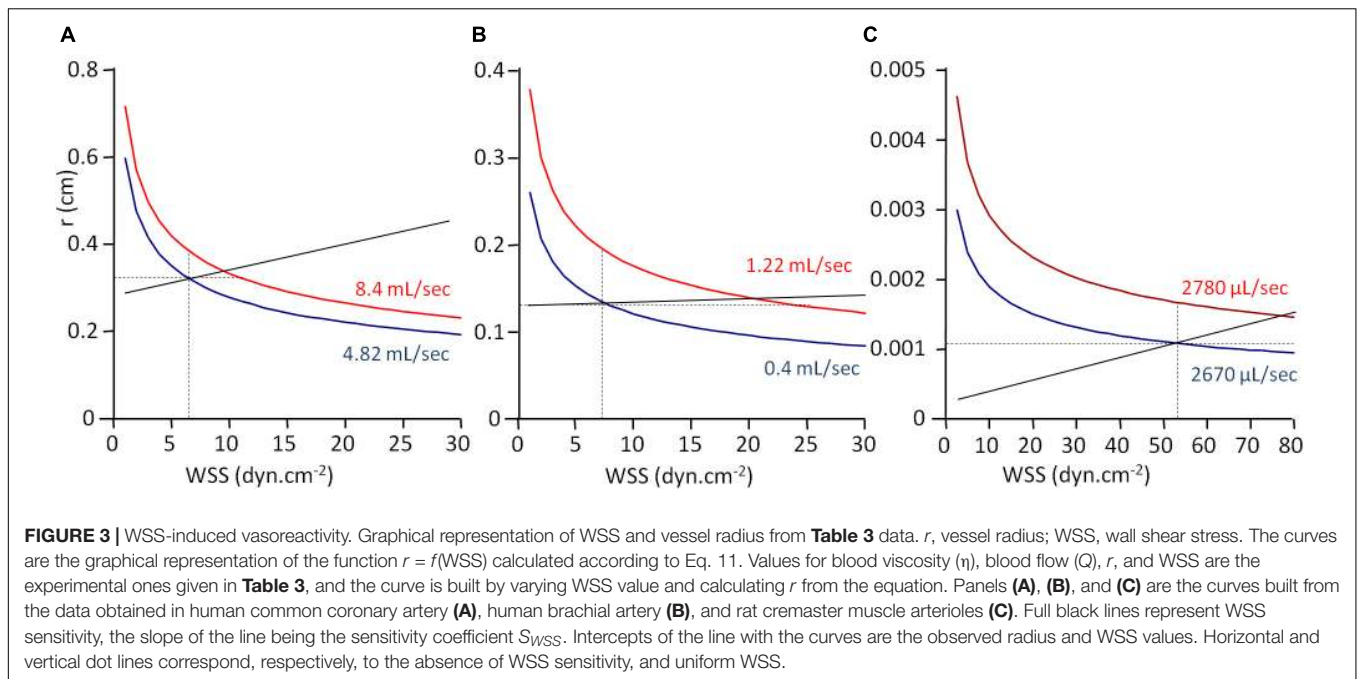 A
B
C
r (cm)
0.8
0.6
0.4
0.2
0
8.4 mL/sec
4.82 mL/sec
0 5 10 15 20 25 30
WSS (dyn.cm⁻²)
0.4
0.3
0.2
0.1
0
1.22 mL/sec
0.4 mL/sec
0 5 10 15 20 25 30
WSS (dyn.cm⁻²)
0.005
0.004
0.003
0.002
0.001
0
2780 µL/sec
2670 µL/sec
0 10 20 30 40 50 60 70 80
WSS (dyn.cm⁻²)
FIGURE 3 | WSS-induced vasoreactivity. Graphical representation of WSS and vessel radius from Table 3 data. r, vessel radius; WSS, wall shear stress. The curves
are the graphical representation of the function r = f(WSS) calculated according to Eq. 11. Values for blood viscosity (η), blood flow (Q), r, and WSS are the
experimental ones given in Table 3, and the curve is built by varying WSS value and calculating r from the equation. Panels (A), (B), and (C) are the curves built from
the data obtained in human common coronary artery (A), human brachial artery (B), and rat cremaster muscle arterioles (C). Full black lines represent WSS
sensitivity, the slope of the line being the sensitivity coefficient S_WSS. Intercepts of the line with the curves are the observed radius and WSS values. Horizontal and
vertical dot lines correspond, respectively, to the absence of WSS sensitivity, and uniform WSS.